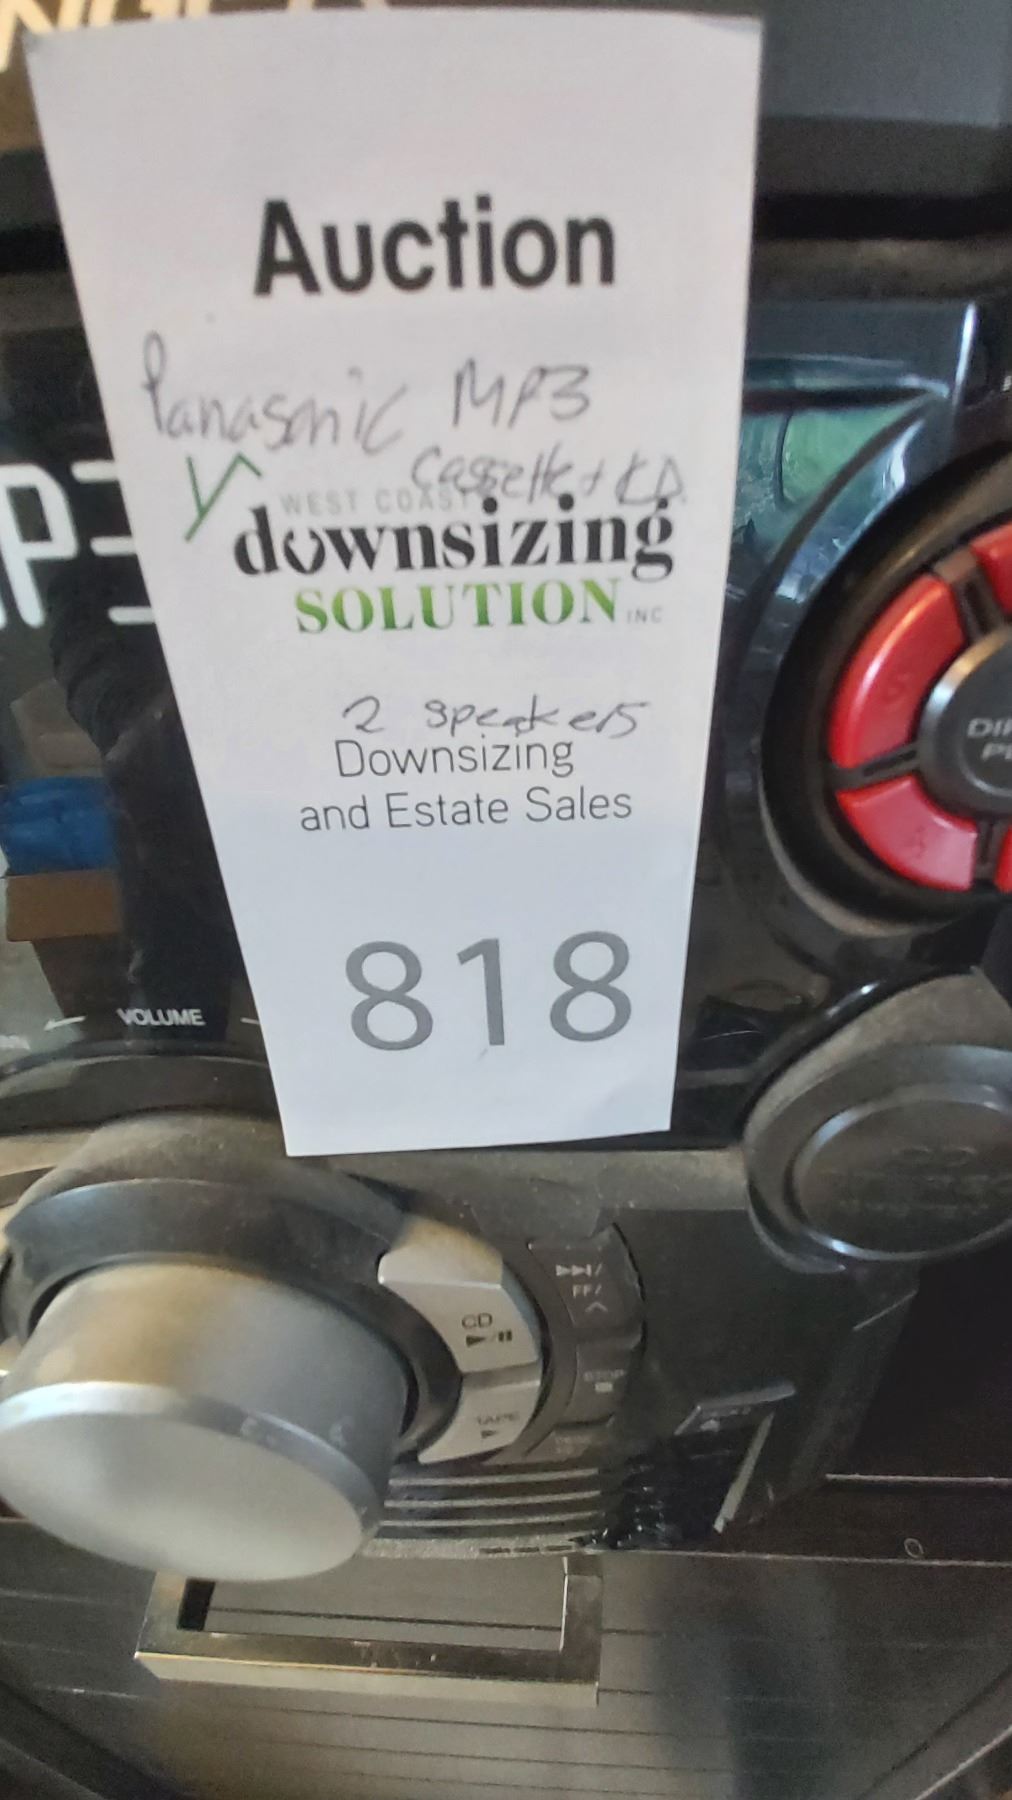 Auction
Panasonic MP3
Cassette + CD
WEST COAST
downsizing
SOLUTION INC
2 speakers
Downsizing
and Estate Sales
818
VOLUME
CD
FF/
STOP
TAPE